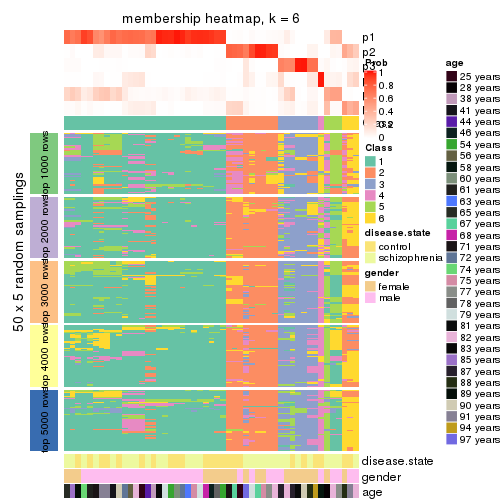 membership heatmap, k = 6
p1
p2
p3
Prob
1
0.8
0.6
0.4
0.2
0
Class
1
2
3
4
5
6
disease.state
control
schizophrenia
gender
female
male
age
25 years
28 years
38 years
41 years
44 years
46 years
54 years
56 years
58 years
60 years
61 years
63 years
65 years
67 years
68 years
71 years
72 years
74 years
75 years
77 years
78 years
79 years
81 years
82 years
83 years
85 years
87 years
88 years
89 years
90 years
91 years
94 years
97 years
50 x 5 random samplings
top 1000 rows
top 2000 rows
top 3000 rows
top 4000 rows
top 5000 rows
disease.state
gender
age